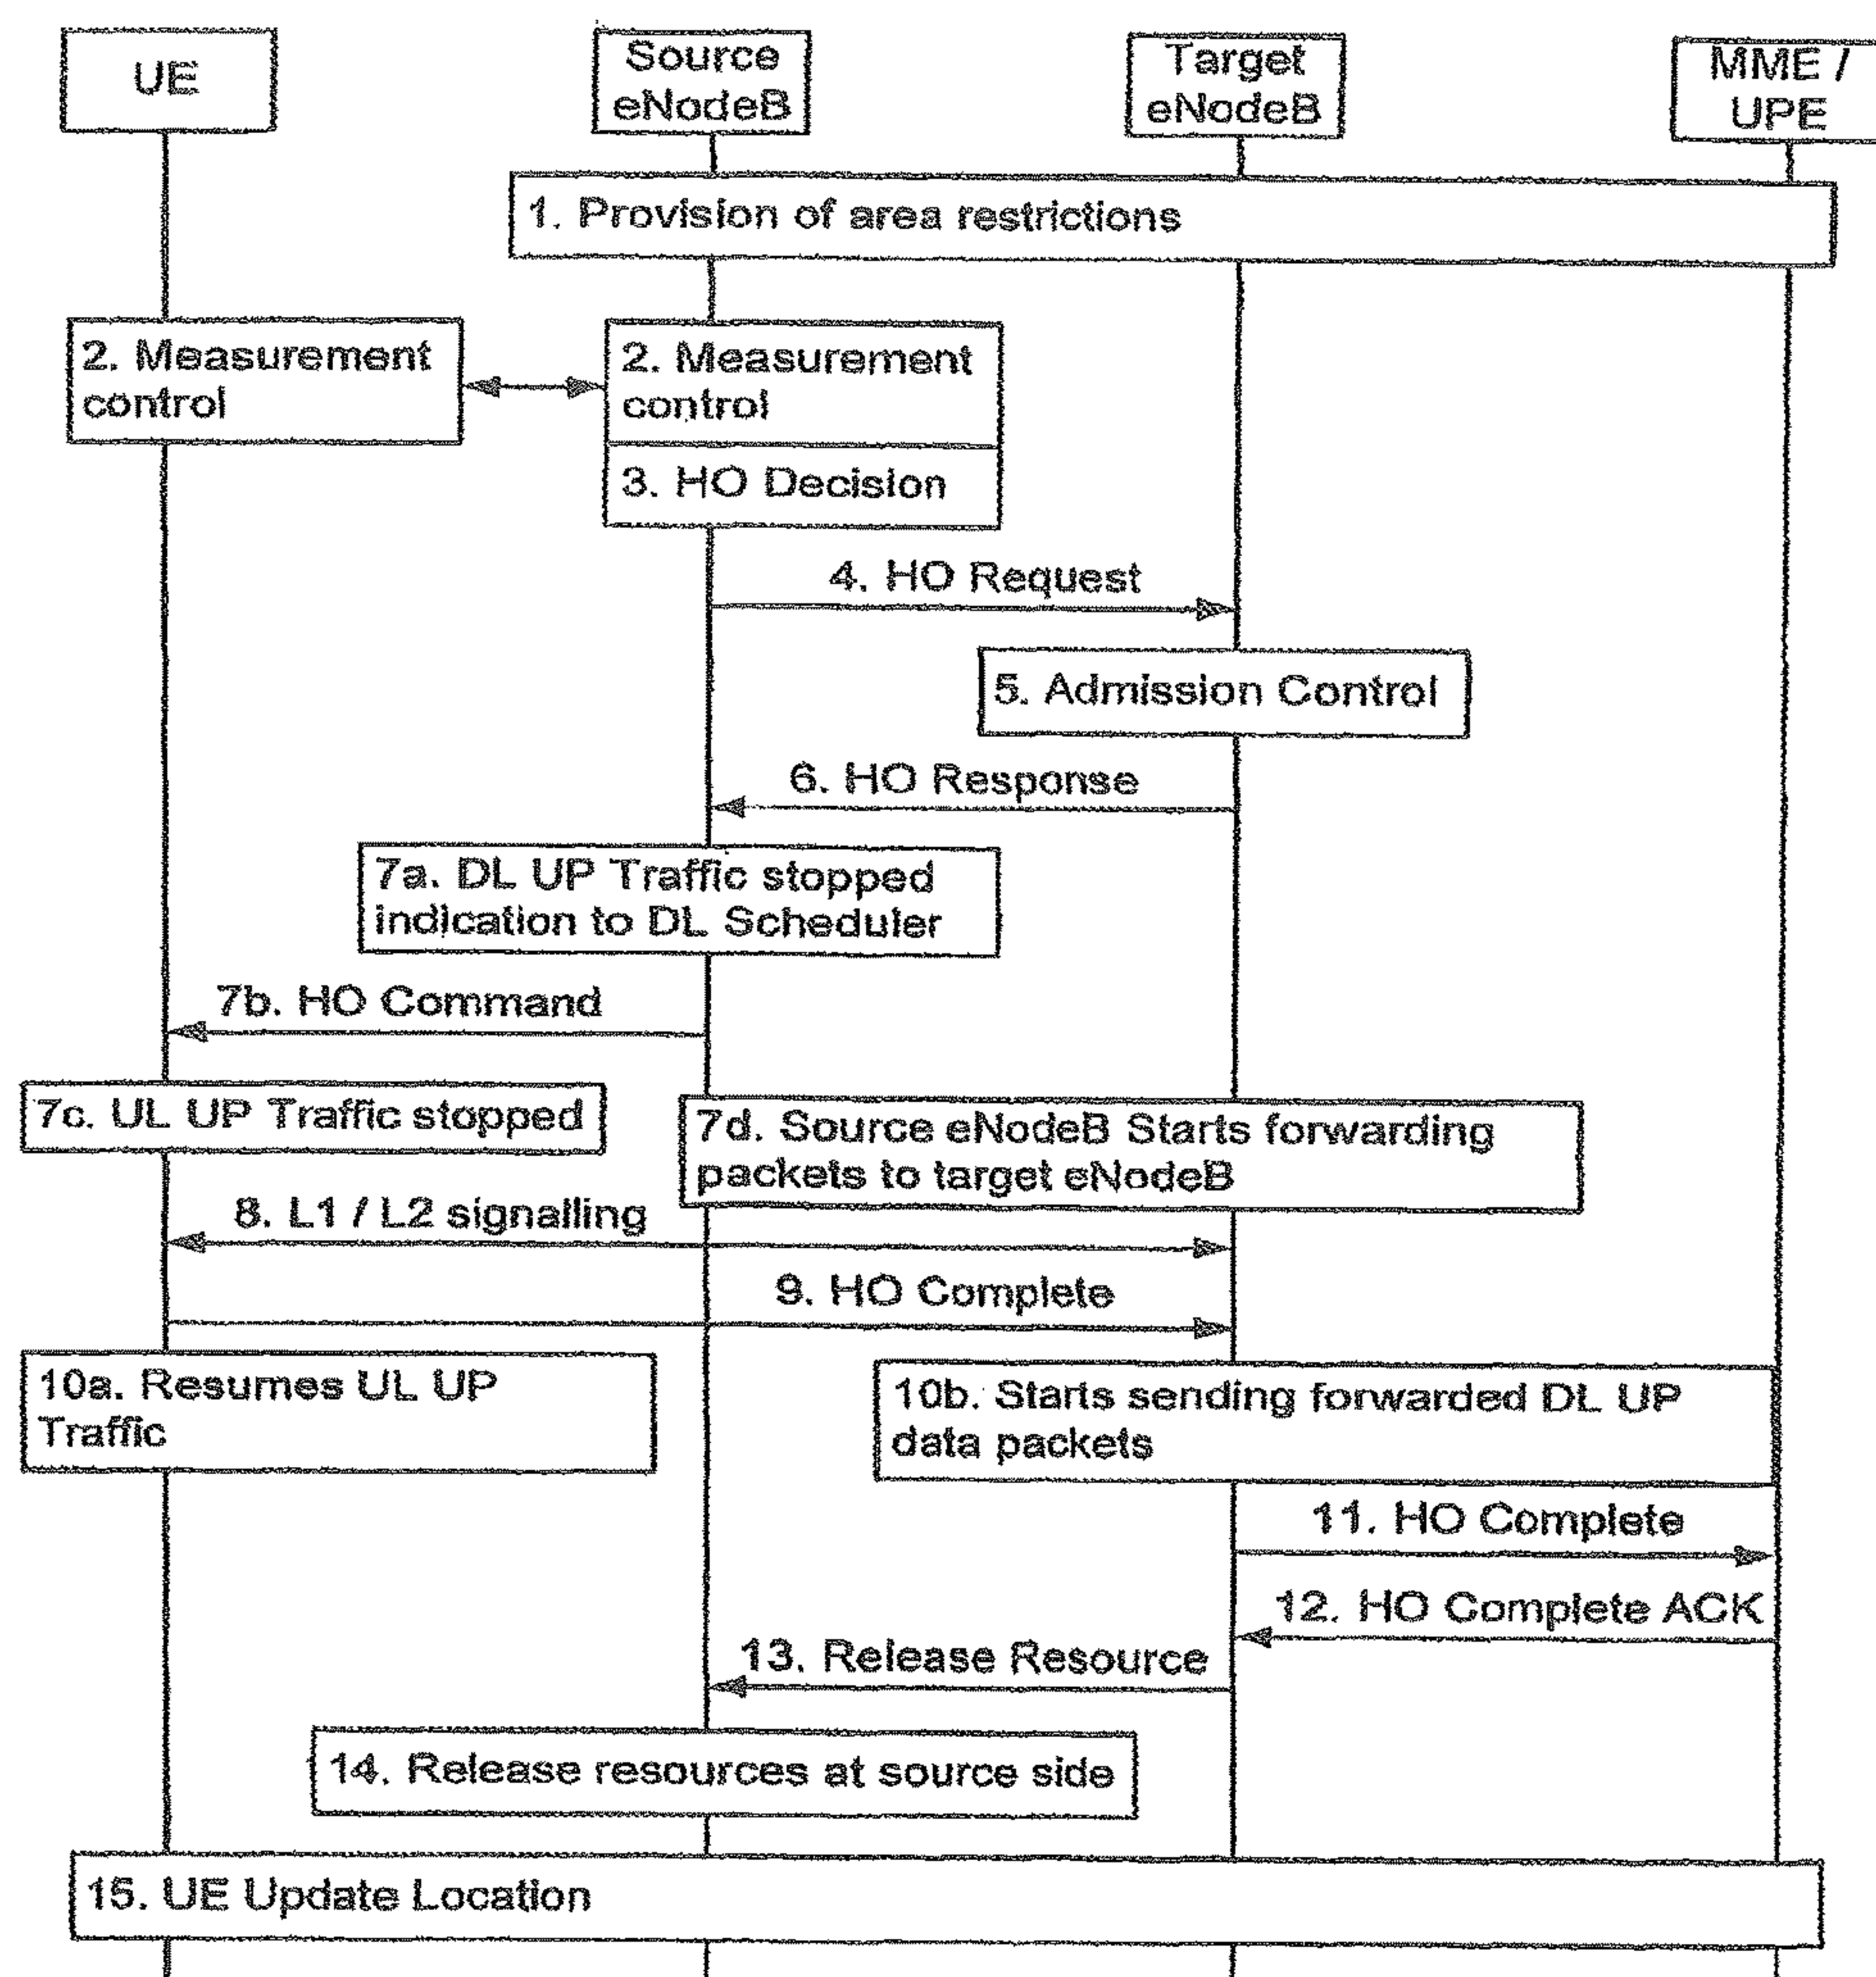 UE
Source
eNodeB
Target
eNodeB
MME /
UPE
1. Provision of area restrictions
2. Measurement
control
2. Measurement
control
3. HO Decision
4. HO Request
5. Admission Control
6. HO Response
7a. DL UP Traffic stopped
indication to DL Scheduler
7b. HO Command
7c. UL UP Traffic stopped
7d. Source eNodeB Starts forwarding
packets to target eNodeB
8. L1 / L2 signalling
9. HO Complete
10a. Resumes UL UP
Traffic
10b. Starts sending forwarded DL UP
data packets
11. HO Complete
12. HO Complete ACK
13. Release Resource
14. Release resources at source side
15. UE Update Location